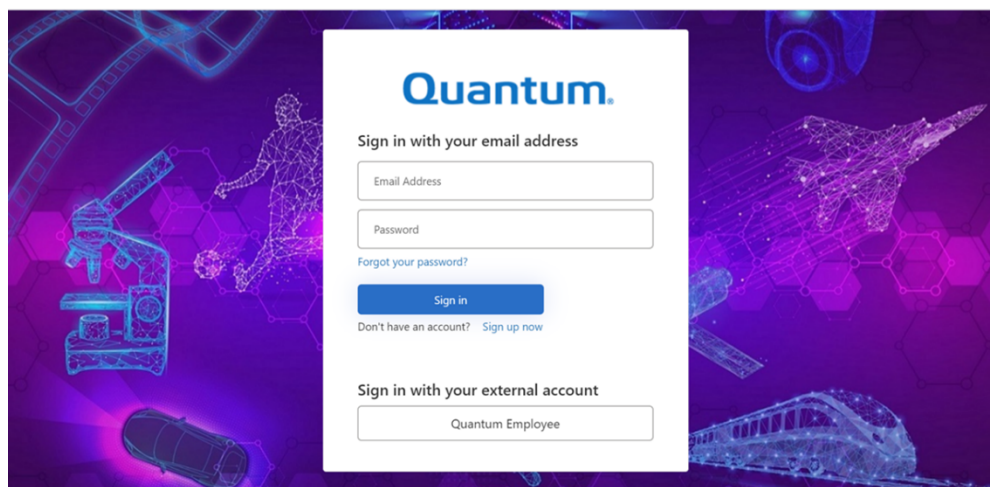 Quantum®
Sign in with your email address
Email Address
Password
Forgot your password?
Sign in
Don't have an account? Sign up now
Sign in with your external account
Quantum Employee